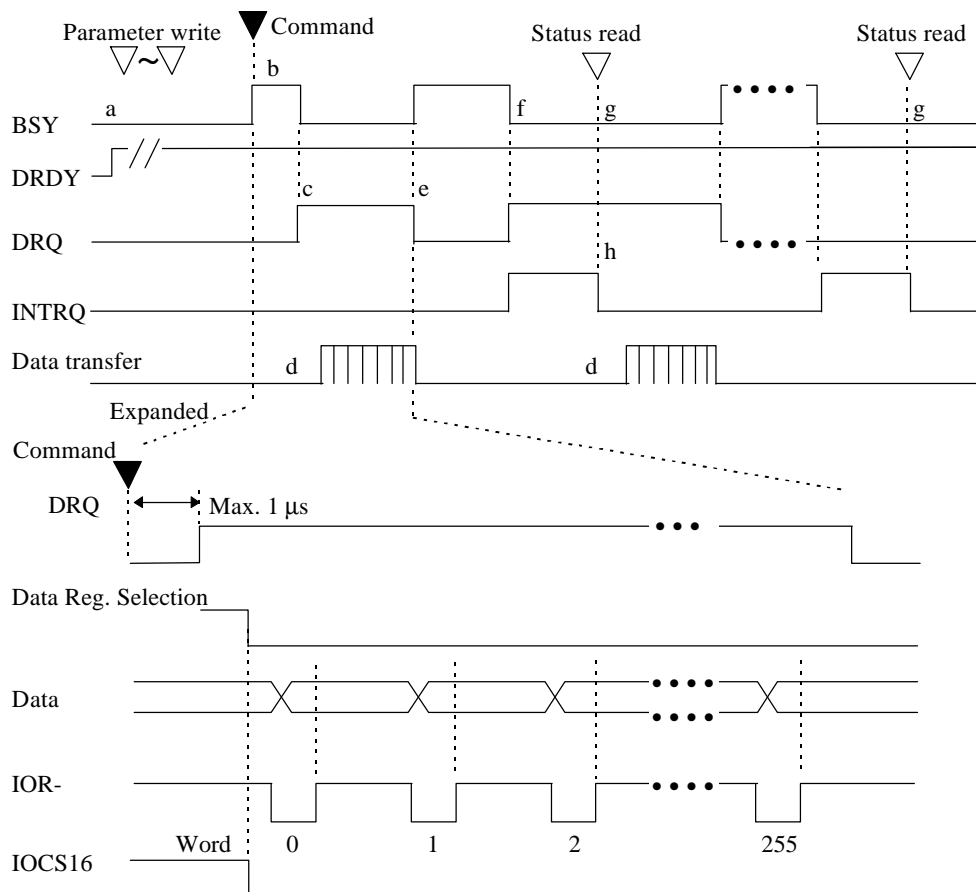 Parameter write
Command
Status read
Status read
b
a
f
g
g
BSY
DRDY
c
e
DRQ
h
INTRQ
Data transfer
d
d
Expanded
Command
DRQ
Max. 1 μs
Data Reg. Selection
Data
IOR-
Word
0
1
2
255
IOCS16